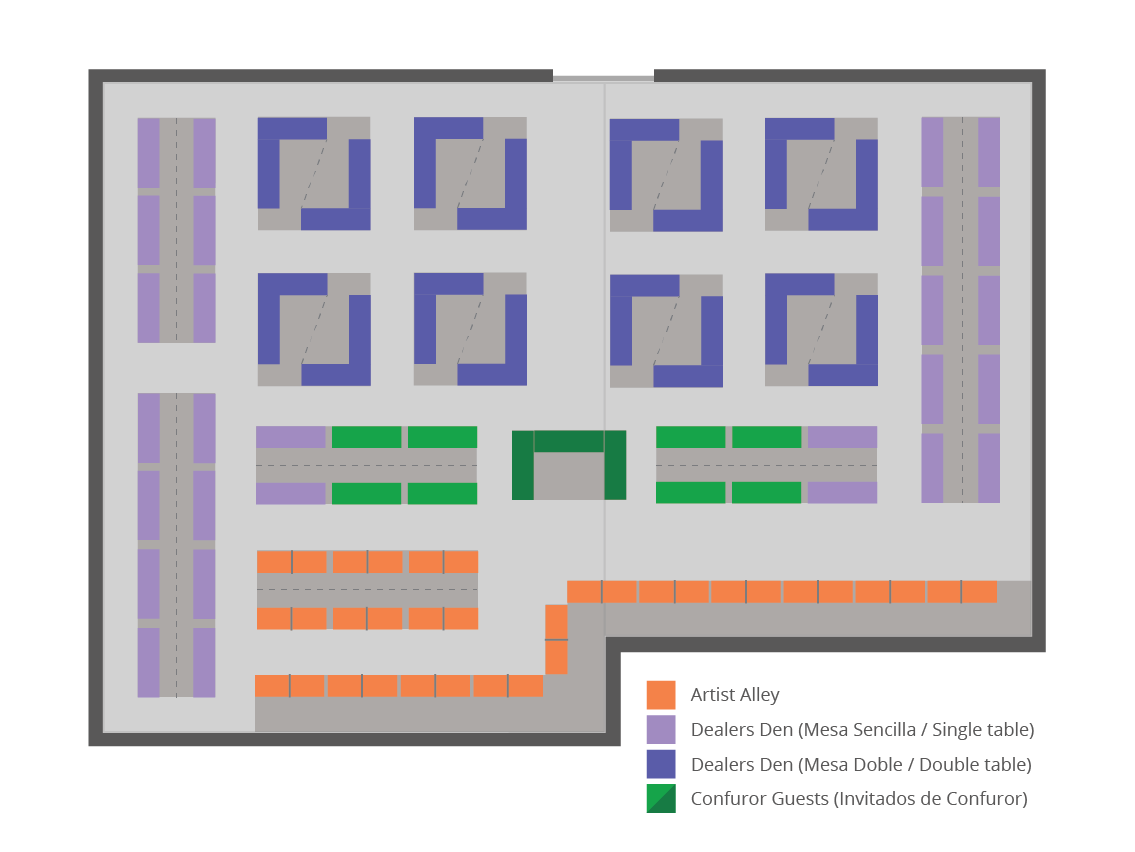 Artist Alley
Dealers Den (Mesa Sencilla / Single table)
Dealers Den (Mesa Doble / Double table)
Confuror Guests (Invitados de Confuror)